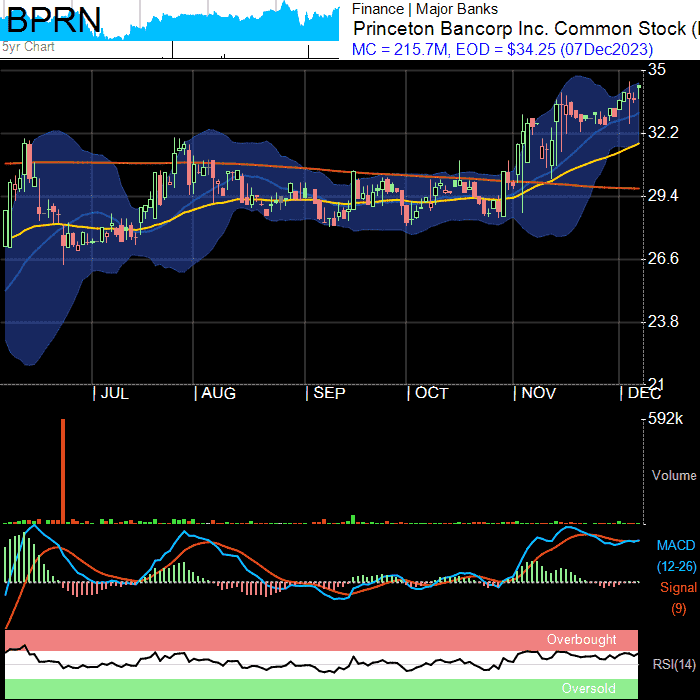 BPRN
5yr Chart
Finance | Major Banks
Princeton Bancorp Inc. Common Stock (
MC = 215.7M, EOD = $34.25 (07Dec2023)
35
32.2
29.4
26.6
23.8
21
JUL AUG SEP OCT NOV DEC
592k
Volume
MACD
(12-26)
Signal
(9)
Overbought
RSI(14)
Oversold